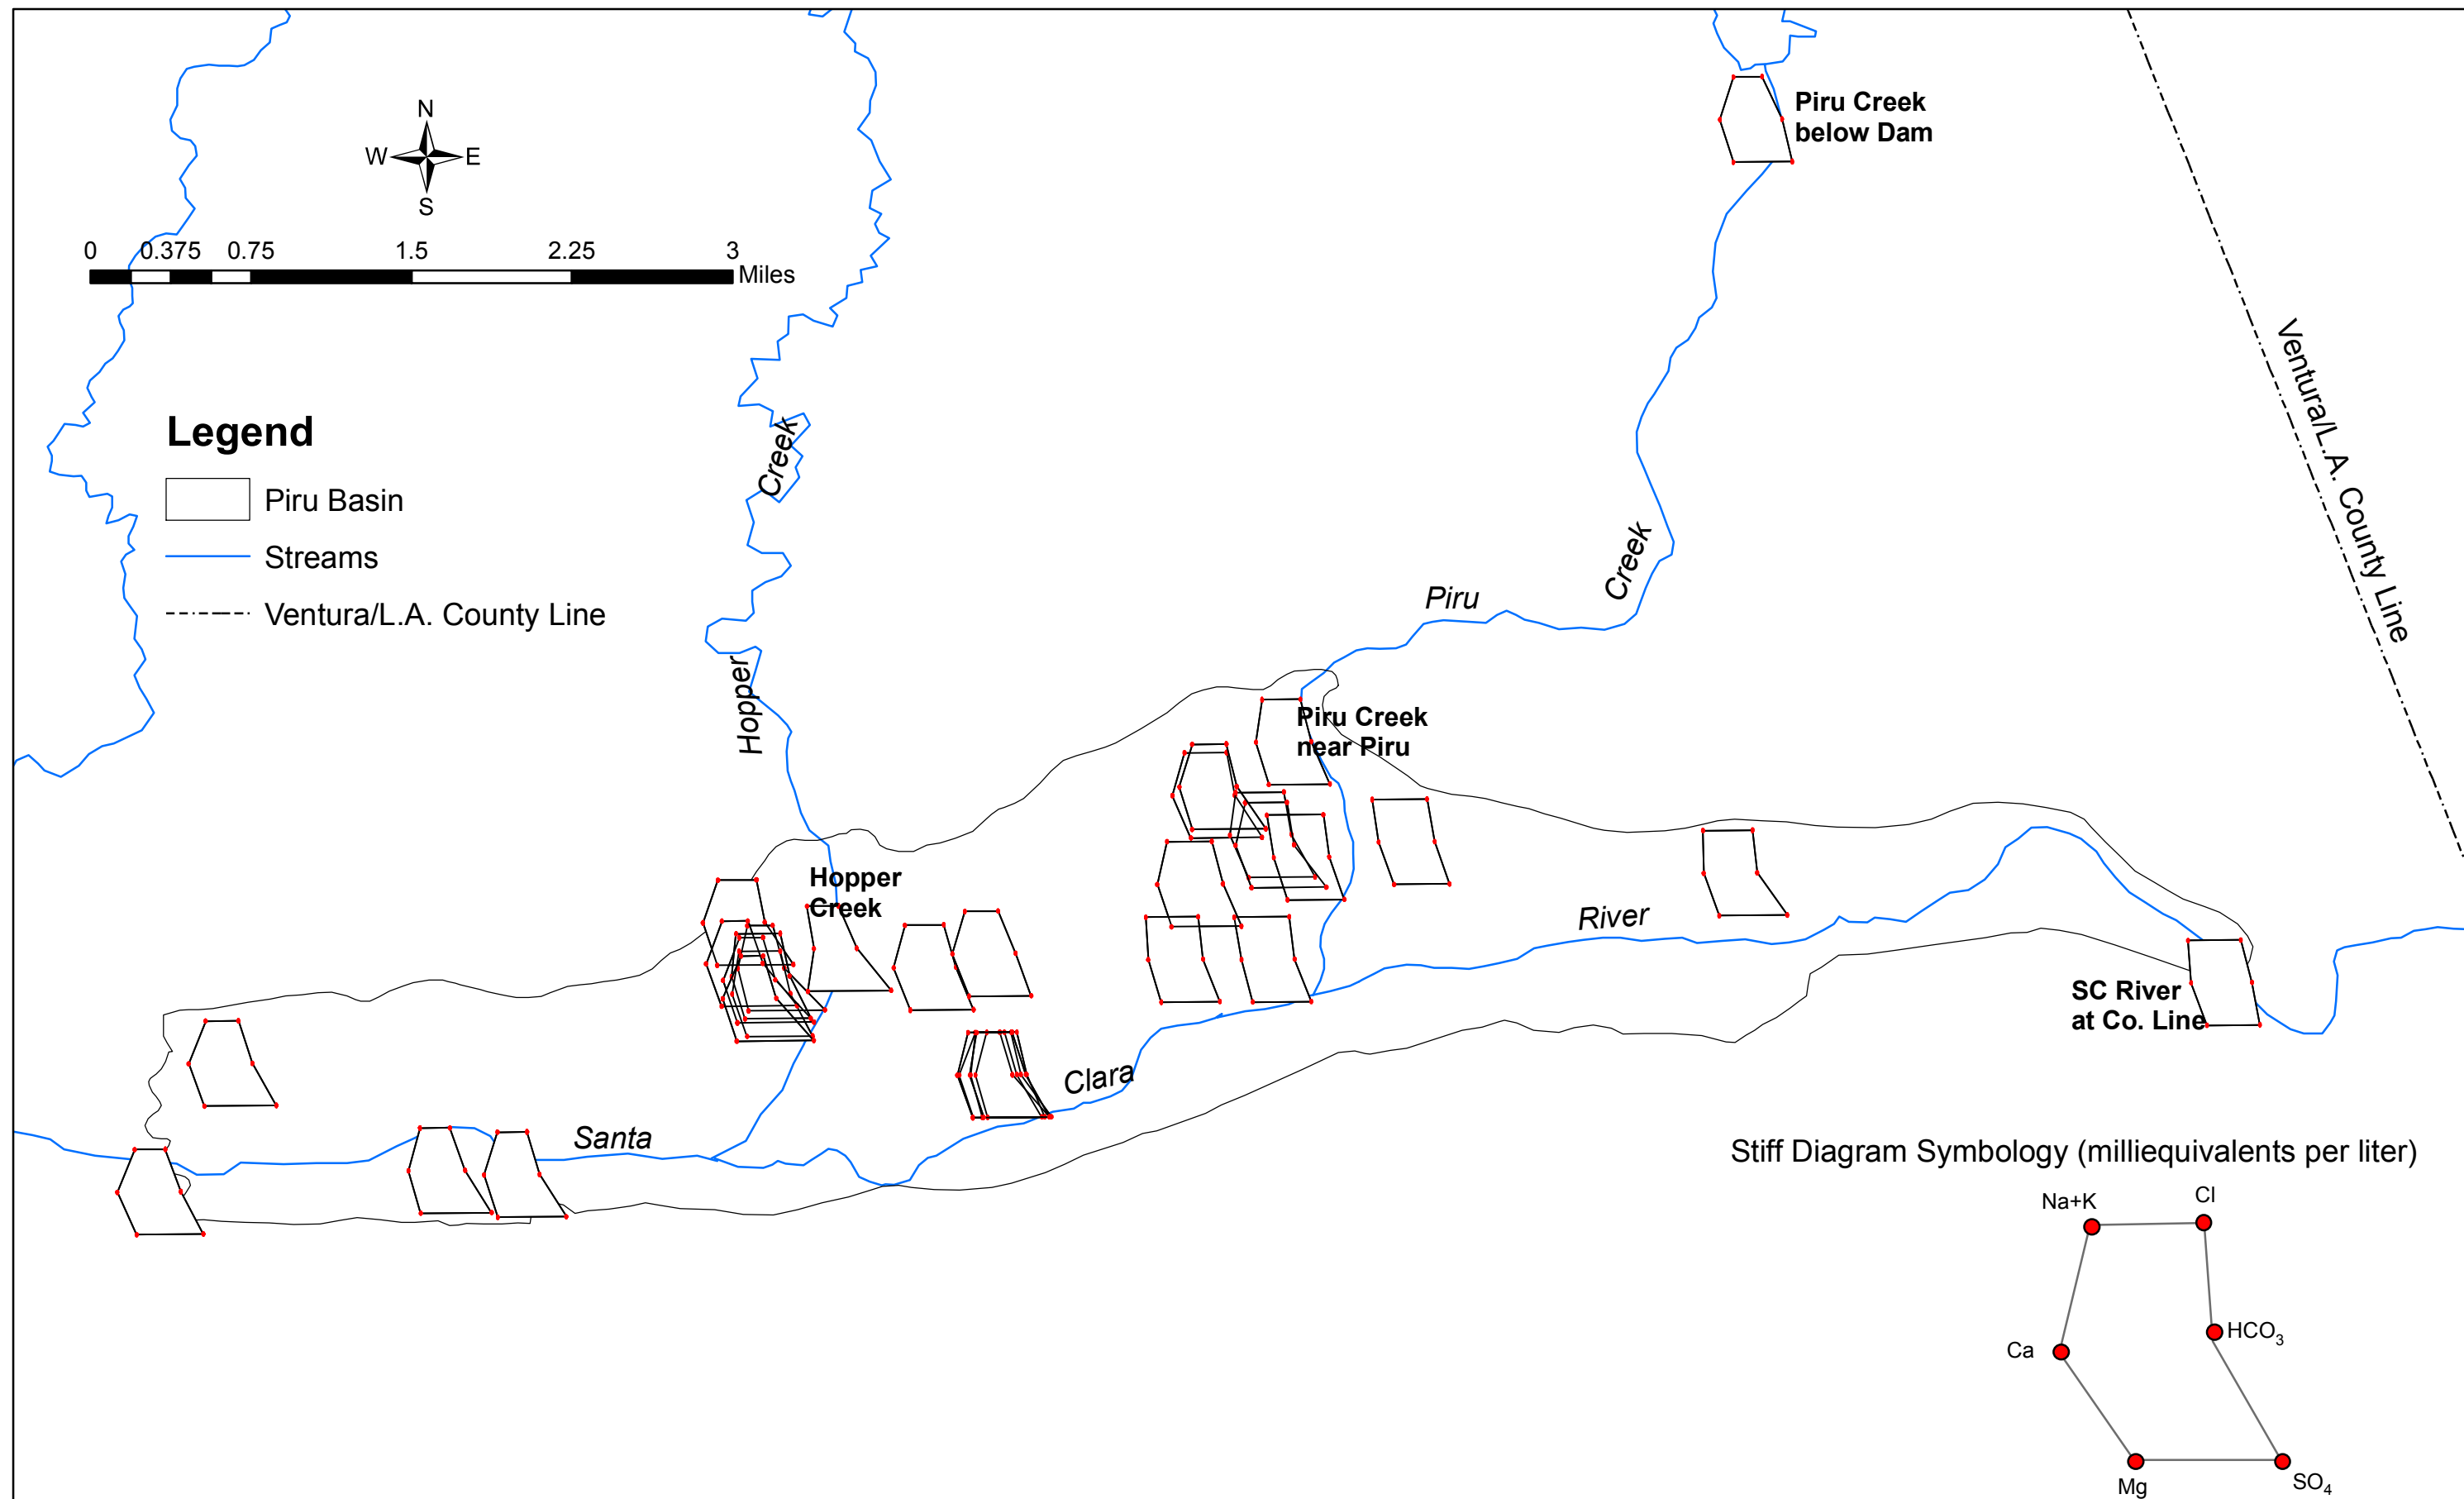 Piru Creek
below Dam
N
W
E
S
0
0.375
0.75
1.5
2.25
3
Miles
Ventura/L.A. County Line
Creek
Legend
Piru Basin
Streams
Ventura/L.A. County Line
Creek
Piru
Hopper
Piru Creek
near Piru
Hopper
Creek
River
SC River
at Co. Line
Clara
Santa
Stiff Diagram Symbology (milliequivalents per liter)
Na+K
Cl
HCO3
Ca
Mg
SO4